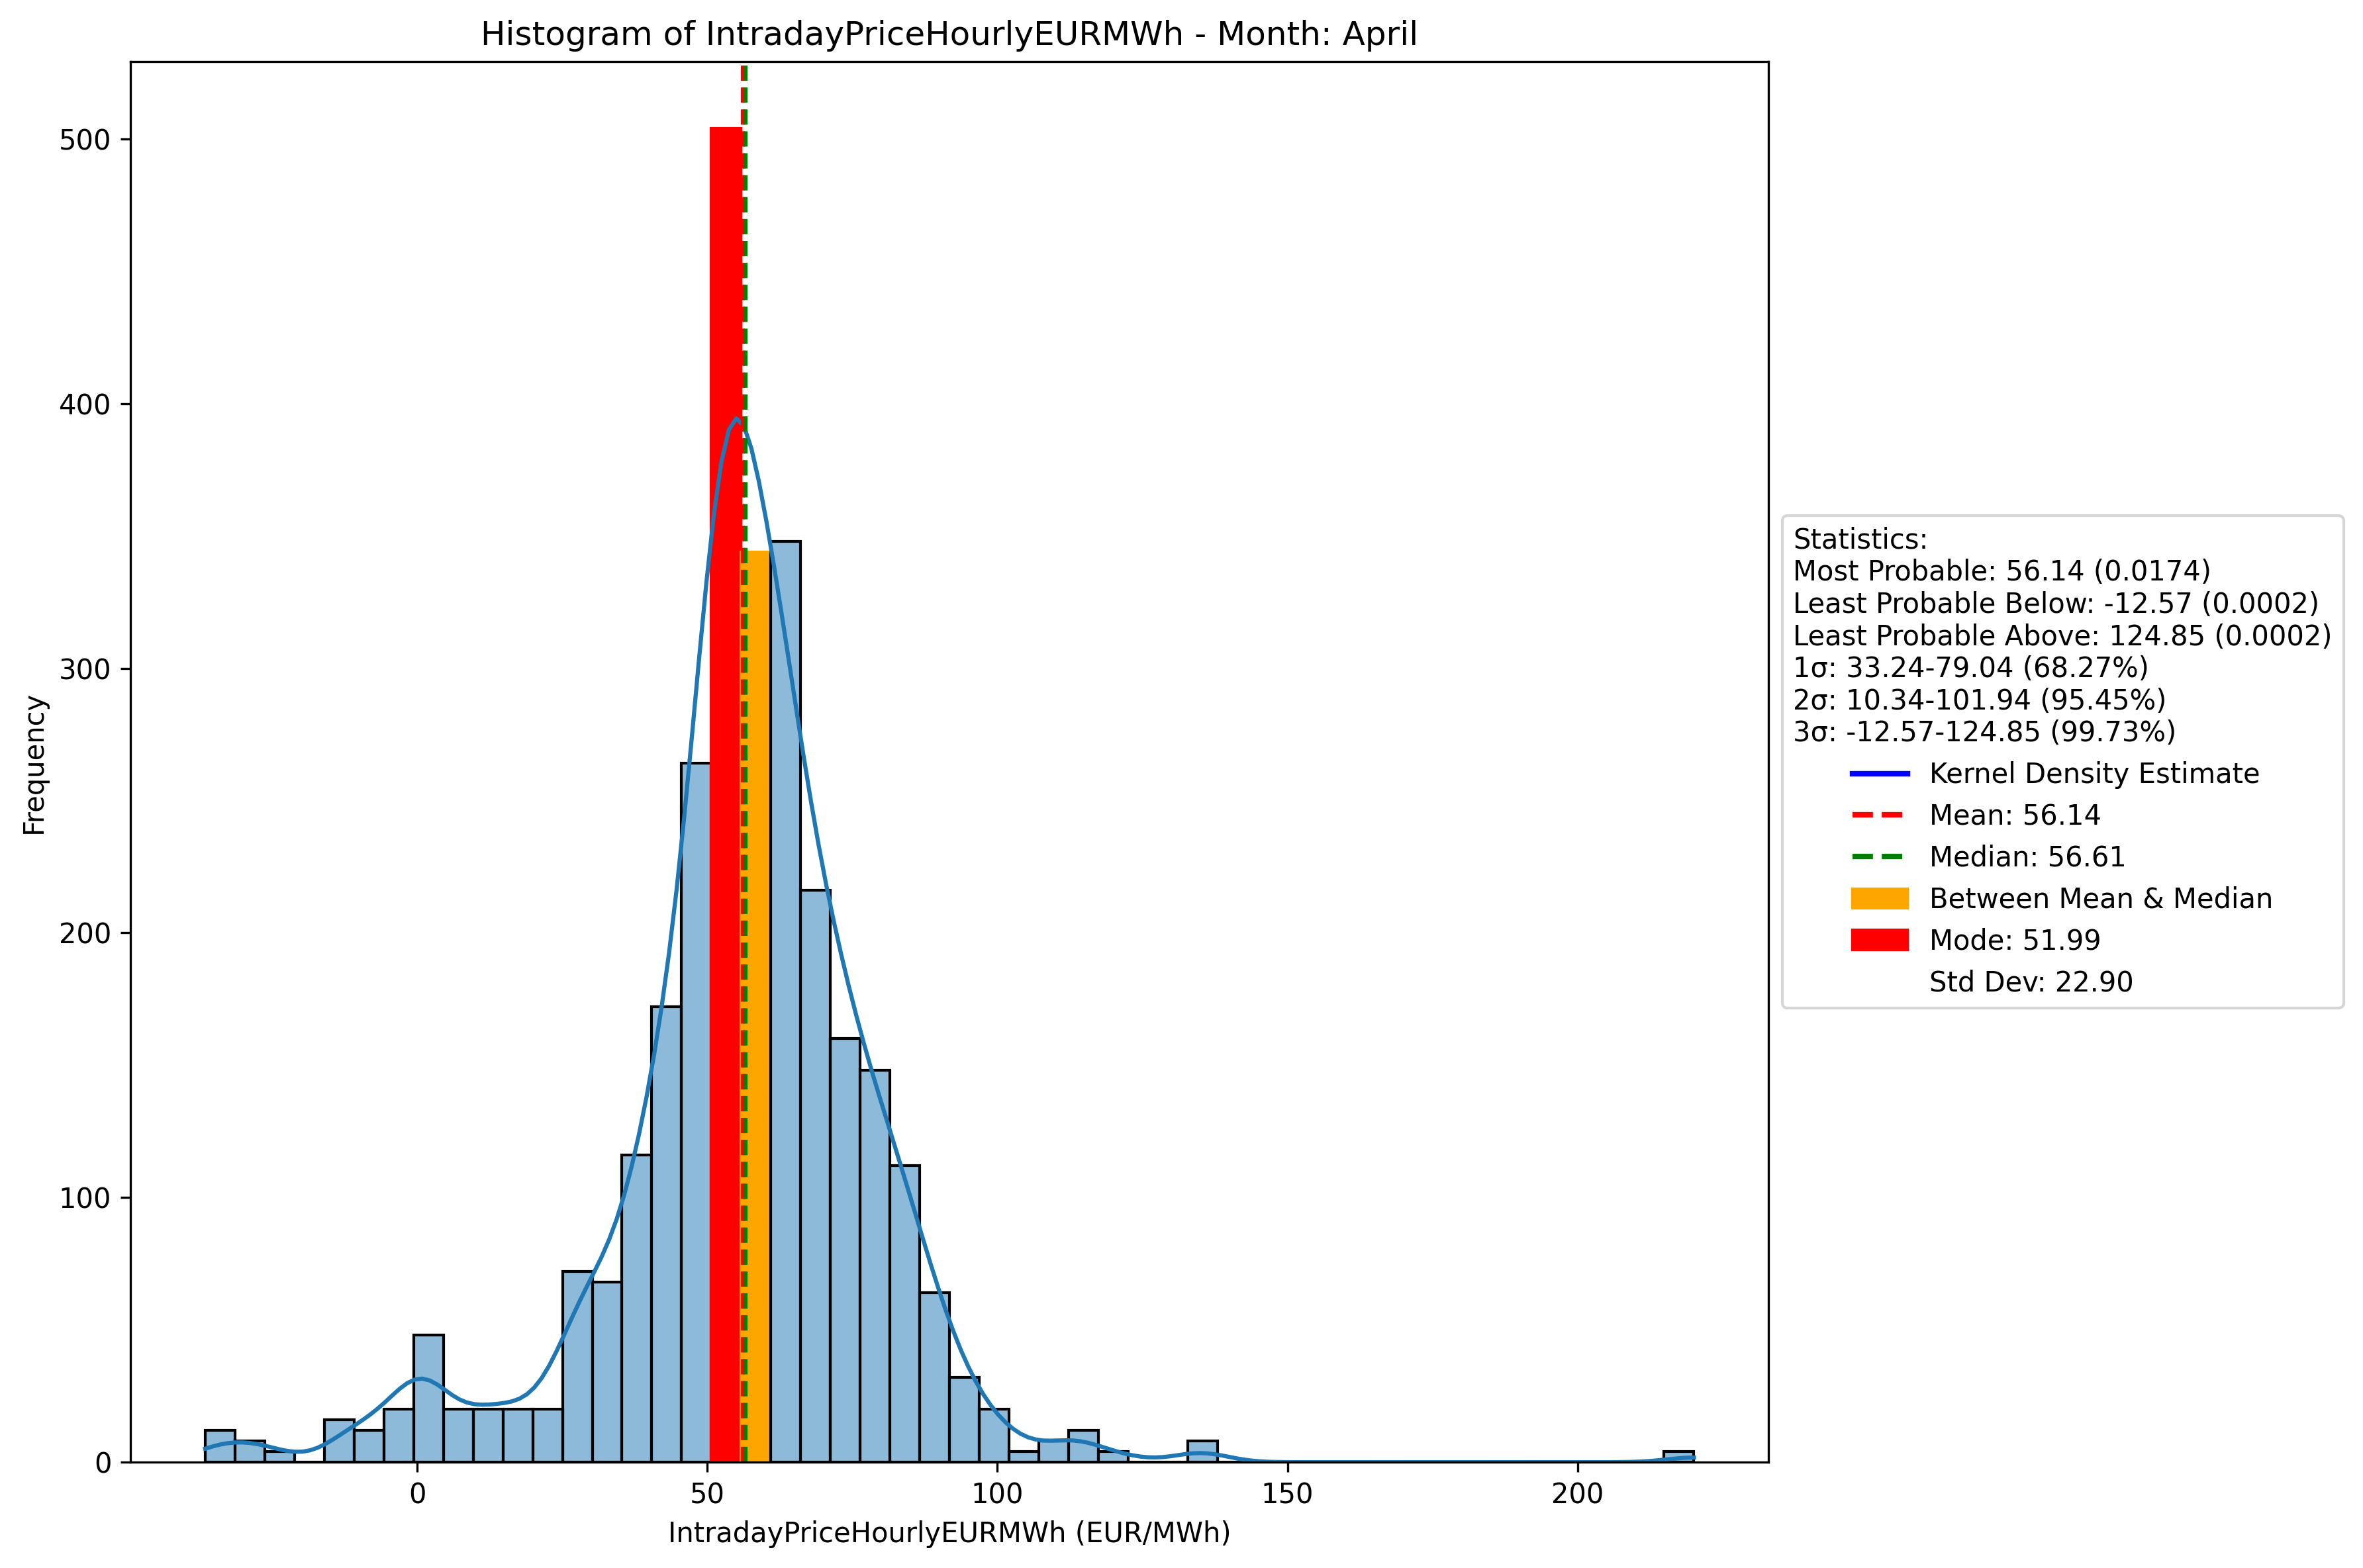 Histogram of IntradayPriceHourlyEURMWh - Month: April
500
400
300
200
100
0
Frequency
0 50 100 150 200
IntradayPriceHourlyEURMWh (EUR/MWh)
Statistics:
Most Probable: 56.14 (0.0174)
Least Probable Below: -12.57 (0.0002)
Least Probable Above: 124.85 (0.0002)
1σ: 33.24-79.04 (68.27%)
2σ: 10.34-101.94 (95.45%)
3σ: -12.57-124.85 (99.73%)
Kernel Density Estimate
Mean: 56.14
Median: 56.61
Between Mean & Median
Mode: 51.99
Std Dev: 22.90